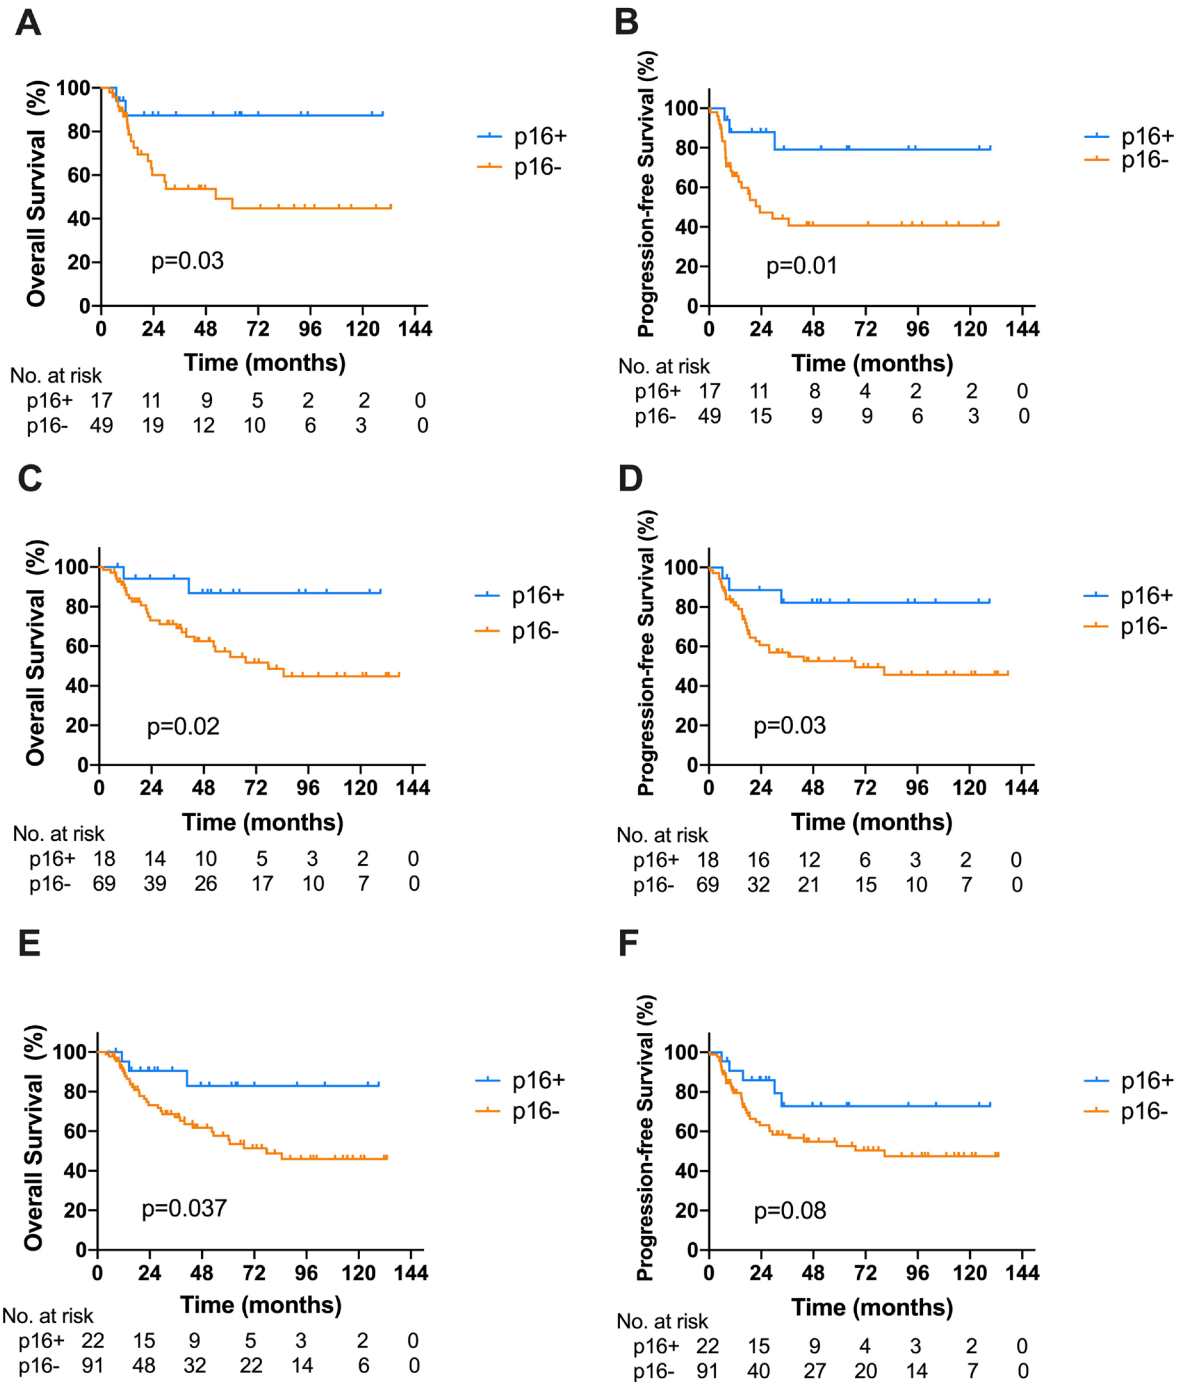 A
Overall Survival (%)
100
80
60
40
20
0
p=0.03
p16+
p16-
0 24 48 72 96 120 144
Time (months)
No. at risk
p16+ 17 11 9 5 2 2 0
p16- 49 19 12 10 6 3 0
B
Progression-free Survival (%)
100
80
60
40
20
0
p=0.01
p16+
p16-
0 24 48 72 96 120 144
Time (months)
No. at risk
p16+ 17 11 8 4 2 2 0
p16- 49 15 9 9 6 3 0
C
Overall Survival (%)
100
80
60
40
20
0
p=0.02
p16+
p16-
0 24 48 72 96 120 144
Time (months)
No. at risk
p16+ 18 14 10 5 3 2 0
p16- 69 39 26 17 10 7 0
D
Progression-free Survival (%)
100
80
60
40
20
0
p=0.03
p16+
p16-
0 24 48 72 96 120 144
Time (months)
No. at risk
p16+ 18 16 12 6 3 2 0
p16- 69 32 21 15 10 7 0
E
Overall Survival (%)
100
80
60
40
20
0
p=0.037
p16+
p16-
0 24 48 72 96 120 144
Time (months)
No. at risk
p16+ 22 15 9 5 3 2 0
p16- 91 48 32 22 14 6 0
F
Progression-free Survival (%)
100
80
60
40
20
0
p=0.08
p16+
p16-
0 24 48 72 96 120 144
Time (months)
No. at risk
p16+ 22 15 9 4 3 2 0
p16- 91 40 27 20 14 7 0